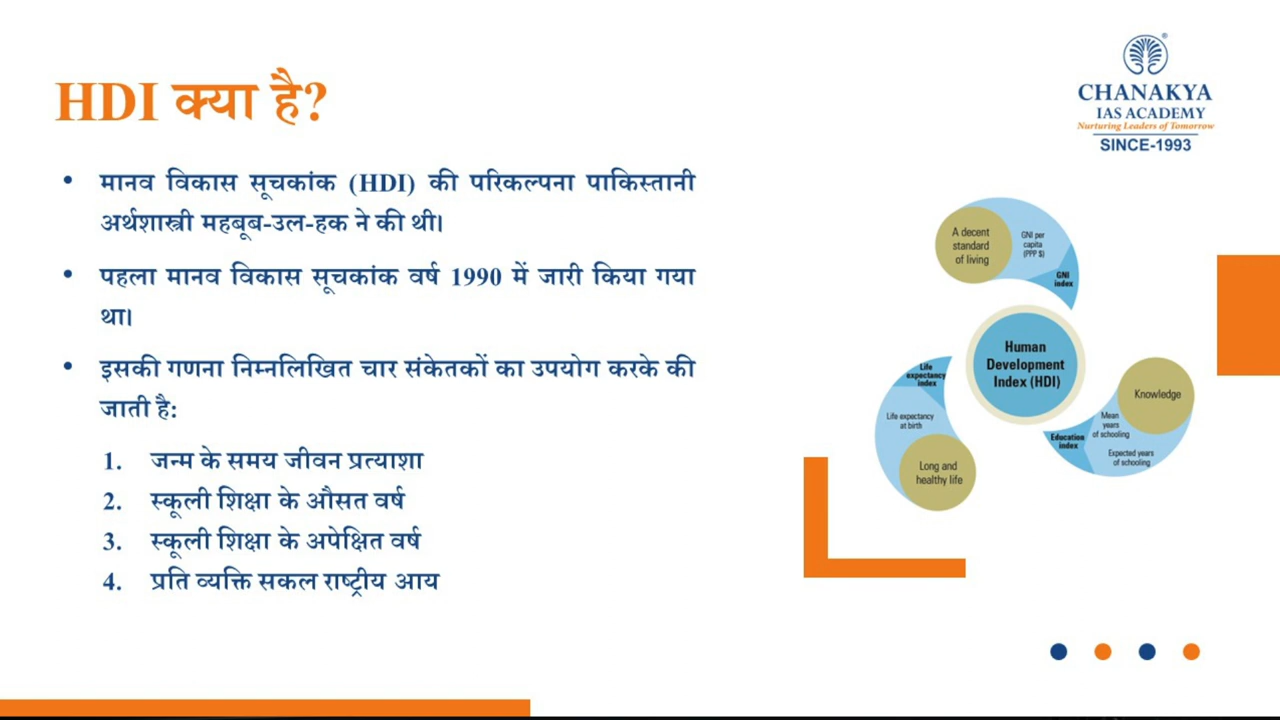 HDI क्या है?
• मानव विकास सूचकांक (HDI) की परिकल्पना पाकिस्तानी
अर्थशास्त्री महबूब-उल-हक ने की थी।
• पहला मानव विकास सूचकांक वर्ष 1990 में जारी किया गया
था।
• इसकी गणना निम्नलिखित चार संकेतकों का उपयोग करके की
जाती है:
1. जन्म के समय जीवन प्रत्याशा
2. स्कूली शिक्षा के औसत वर्ष
3. स्कूली शिक्षा के अपेक्षित वर्ष
4. प्रति व्यक्ति सकल राष्ट्रीय आय
®
CHANAKYA
IAS ACADEMY
Nurturing Leaders of Tomorrow
SINCE-1993
A decent
standard
of living
GNI per
capita
(PPP $)
GNI
index
Human
Development
Index (HDI)
Life
expectancy
index
Life expectancy
at birth
Long and
healthy life
Knowledge
Mean
years
of schooling
Expected years
of schooling
Education
index